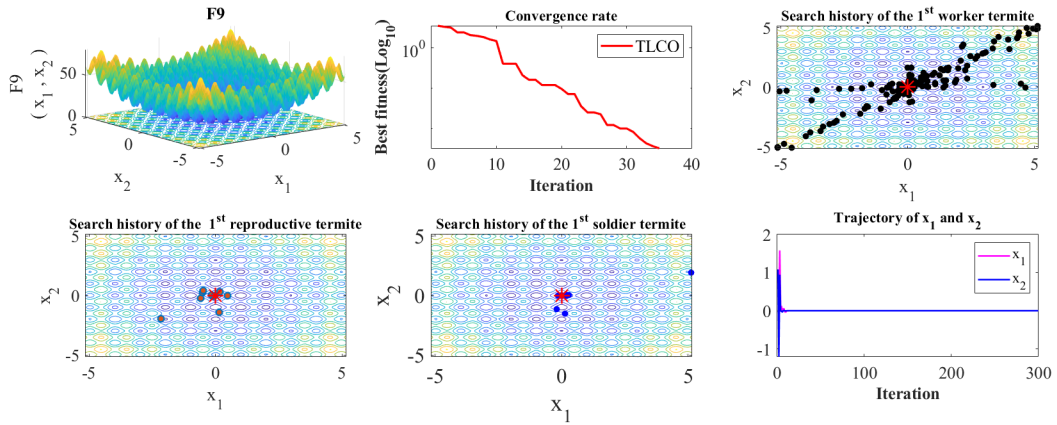 F9
F9
( x₁ , x₂ )
50
0
5
0
-5
x₂
-5
0
5
x₁
Convergence rate
Best fitness(Log₁₀)
10⁰
TLCO
0
10
20
30
40
Iteration
Search history of the 1ˢᵗ worker termite
x₂
5
0
-5
-5
0
5
x₁
Search history of the 1ˢᵗ reproductive termite
x₂
5
0
-5
-5
0
5
x₁
Search history of the 1ˢᵗ soldier termite
x₂
5
0
-5
-5
0
5
x₁
Trajectory of x₁ and x₂
2
1
0
-1
x₁
x₂
0
100
200
300
Iteration